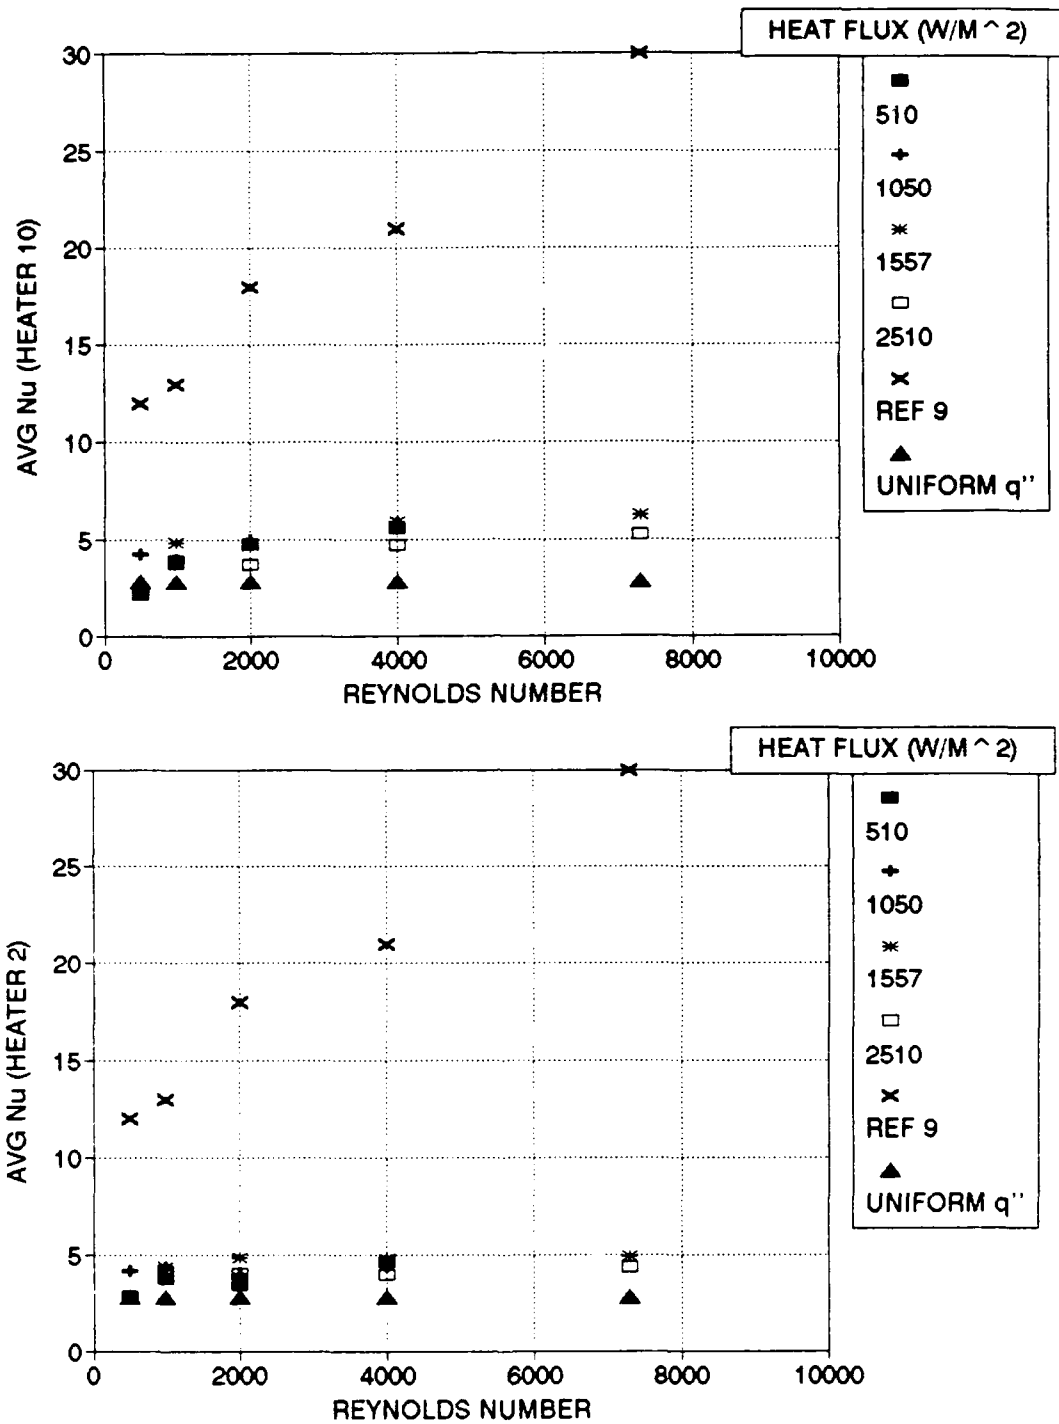 HEAT FLUX (W/M ^ 2)
30
25
20
15
10
5
0
AVG Nu (HEATER 10)
0 2000 4000 6000 8000 10000
REYNOLDS NUMBER
510
1050
1557
2510
REF 9
UNIFORM q''
HEAT FLUX (W/M ^ 2)
30
25
20
15
10
5
0
AVG Nu (HEATER 2)
0 2000 4000 6000 8000 10000
REYNOLDS NUMBER
510
1050
1557
2510
REF 9
UNIFORM q''